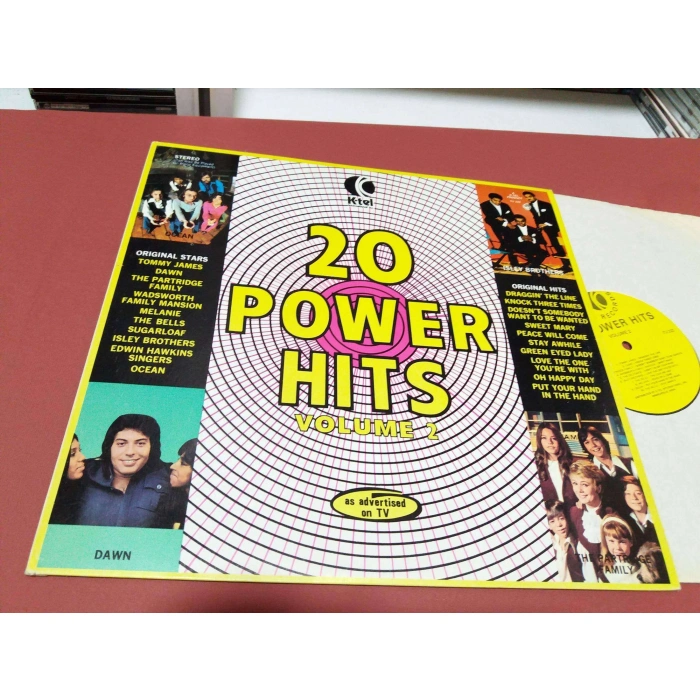 STEREO
K-tel
20
POWER
HITS
VOLUME 2
ORIGINAL STARS
TOMMY JAMES
DAWN
THE PARTRIDGE
FAMILY
WADSWORTH
FAMILY MANSION
MELANIE
THE BELLS
SUGARLOAF
ISLEY BROTHERS
EDWIN HAWKINS
SINGERS
OCEAN
DAWN
ISLEY BROTHERS
ORIGINAL HITS
DRAGGIN' THE LINE
KNOCK THREE TIMES
DOESN'T SOMEBODY
WANT TO BE WANTED
SWEET MARY
PEACE WILL COME
STAY AWHILE
GREEN EYED LADY
LOVE THE ONE
YOU'RE WITH
OH HAPPY DAY
PUT YOUR HAND
IN THE HAND
as advertised
on TV
THE PARTRIDGE
FAMILY
POWER HITS
VOLUME 2